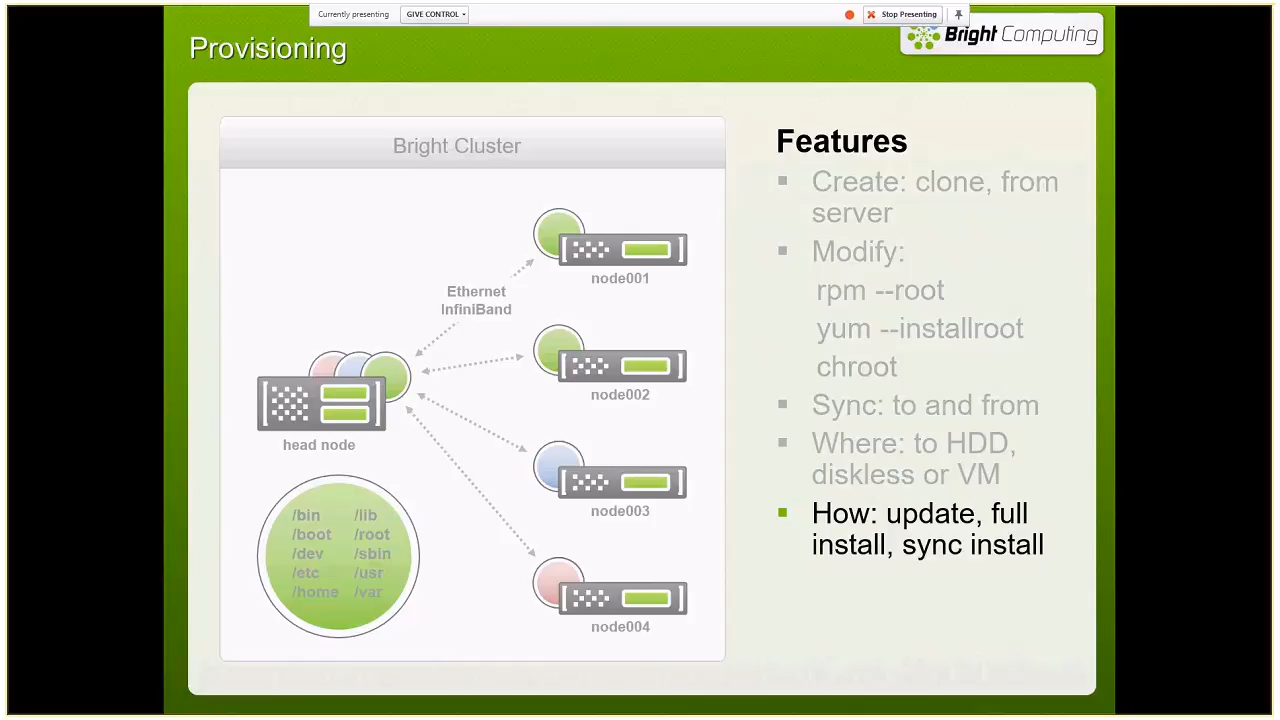 Currently presenting
GIVE CONTROL
Stop Presenting
Provisioning
Bright Computing
Bright Cluster
Ethernet
InfiniBand
node001
node002
head node
node003
node004
/bin /lib
/boot /root
/dev /sbin
/etc /usr
/home /var
Features
Create: clone, from
server
Modify:
rpm --root
yum --installroot
chroot
Sync: to and from
Where: to HDD,
diskless or VM
How: update, full
install, sync install